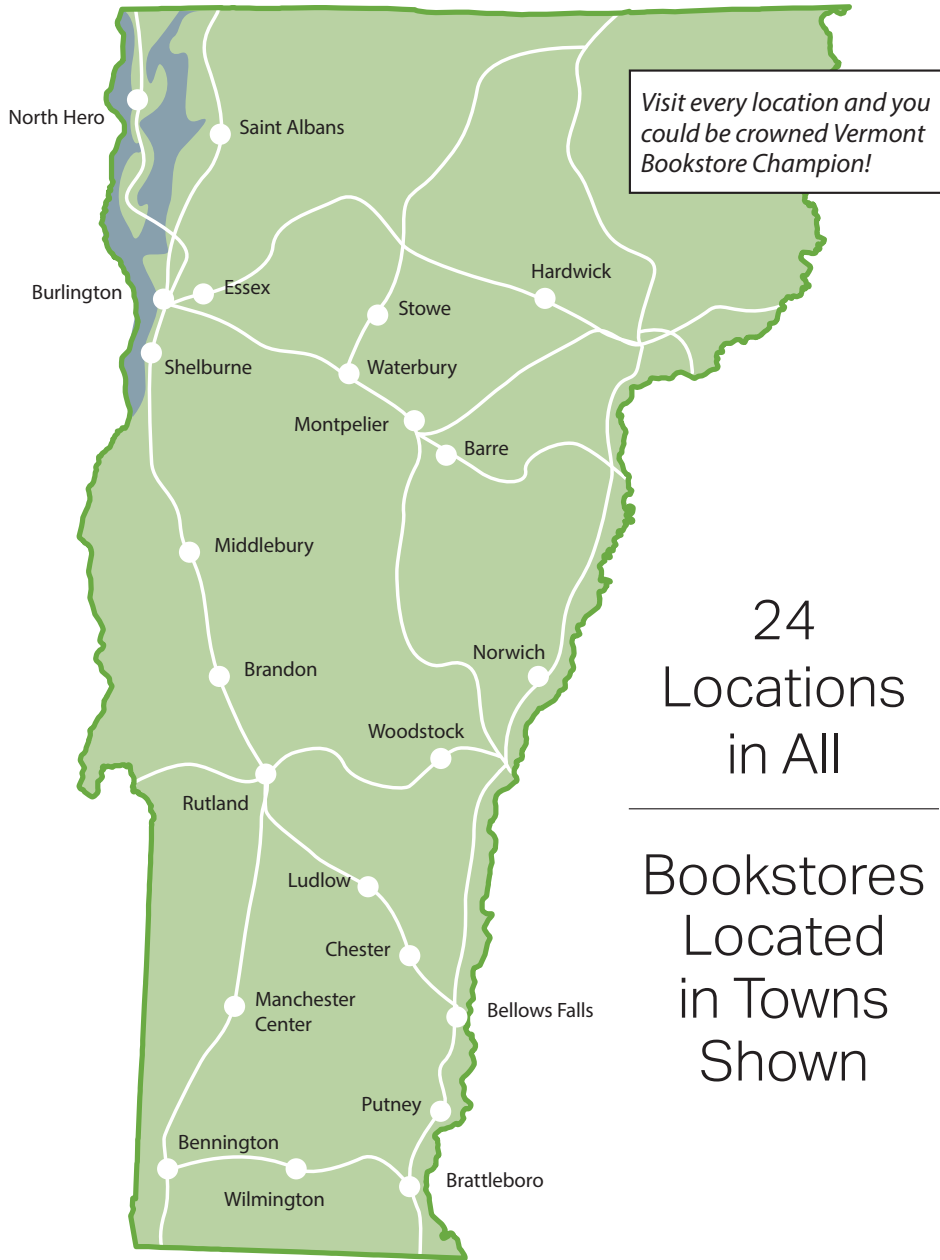 North Hero
Saint Albans
Visit every location and you
could be crowned Vermont
Bookstore Champion!
Burlington
Essex
Hardwick
Stowe
Shelburne
Waterbury
Montpelier
Barre
Middlebury
Norwich
Brandon
Woodstock
Rutland
Ludlow
Chester
Manchester
Center
Bellows Falls
Putney
Bennington
Wilmington
Brattleboro
24
Locations
in All
Bookstores
Located
in Towns
Shown